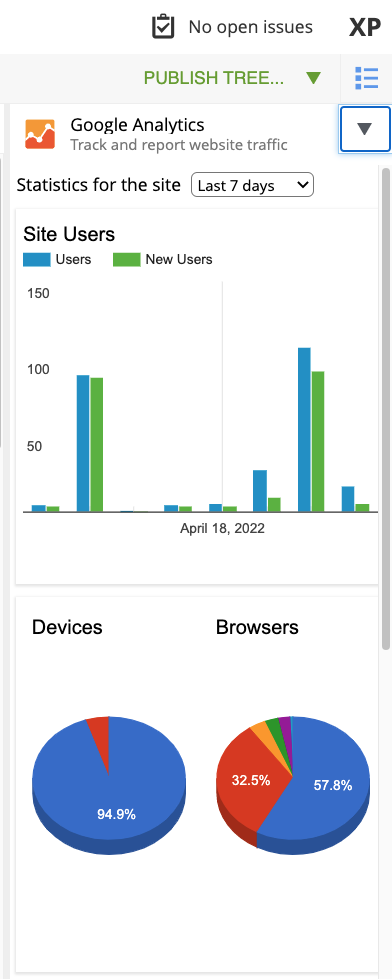 No open issues
XP
PUBLISH TREE...
Google Analytics
Track and report website traffic
Statistics for the site
Last 7 days
Site Users
Users
New Users
150
100
50
April 18, 2022
Devices
Browsers
94.9%
32.5%
57.8%